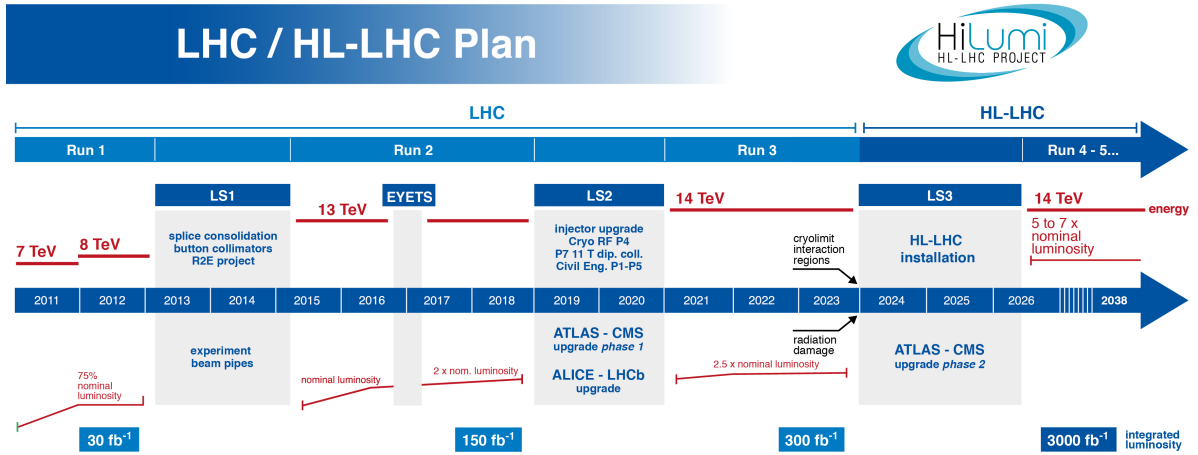 LHC / HL-LHC Plan
HiLumi
HL-LHC PROJECT
LHC
HL-LHC
Run 1
Run 2
Run 3
Run 4 - 5...
LS1
EYETS
LS2
LS3
7 TeV
8 TeV
13 TeV
14 TeV
14 TeV
energy
splice consolidation
button collimators
R2E project
injector upgrade
Cryo RF P4
P7 11 T dip. coll.
Civil Eng. P1-P5
cryolimit
interaction
regions
HL-LHC
installation
5 to 7 x
nominal
luminosity
2011
2012
2013
2014
2015
2016
2017
2018
2019
2020
2021
2022
2023
2024
2025
2026
2038
experiment
beam pipes
ATLAS - CMS
upgrade phase 1
ALICE - LHCb
upgrade
radiation
damage
ATLAS - CMS
upgrade phase 2
75%
nominal
luminosity
nominal luminosity
2 x nom. luminosity
2.5 x nominal luminosity
30 fb-1
150 fb-1
300 fb-1
3000 fb-1
integrated
luminosity